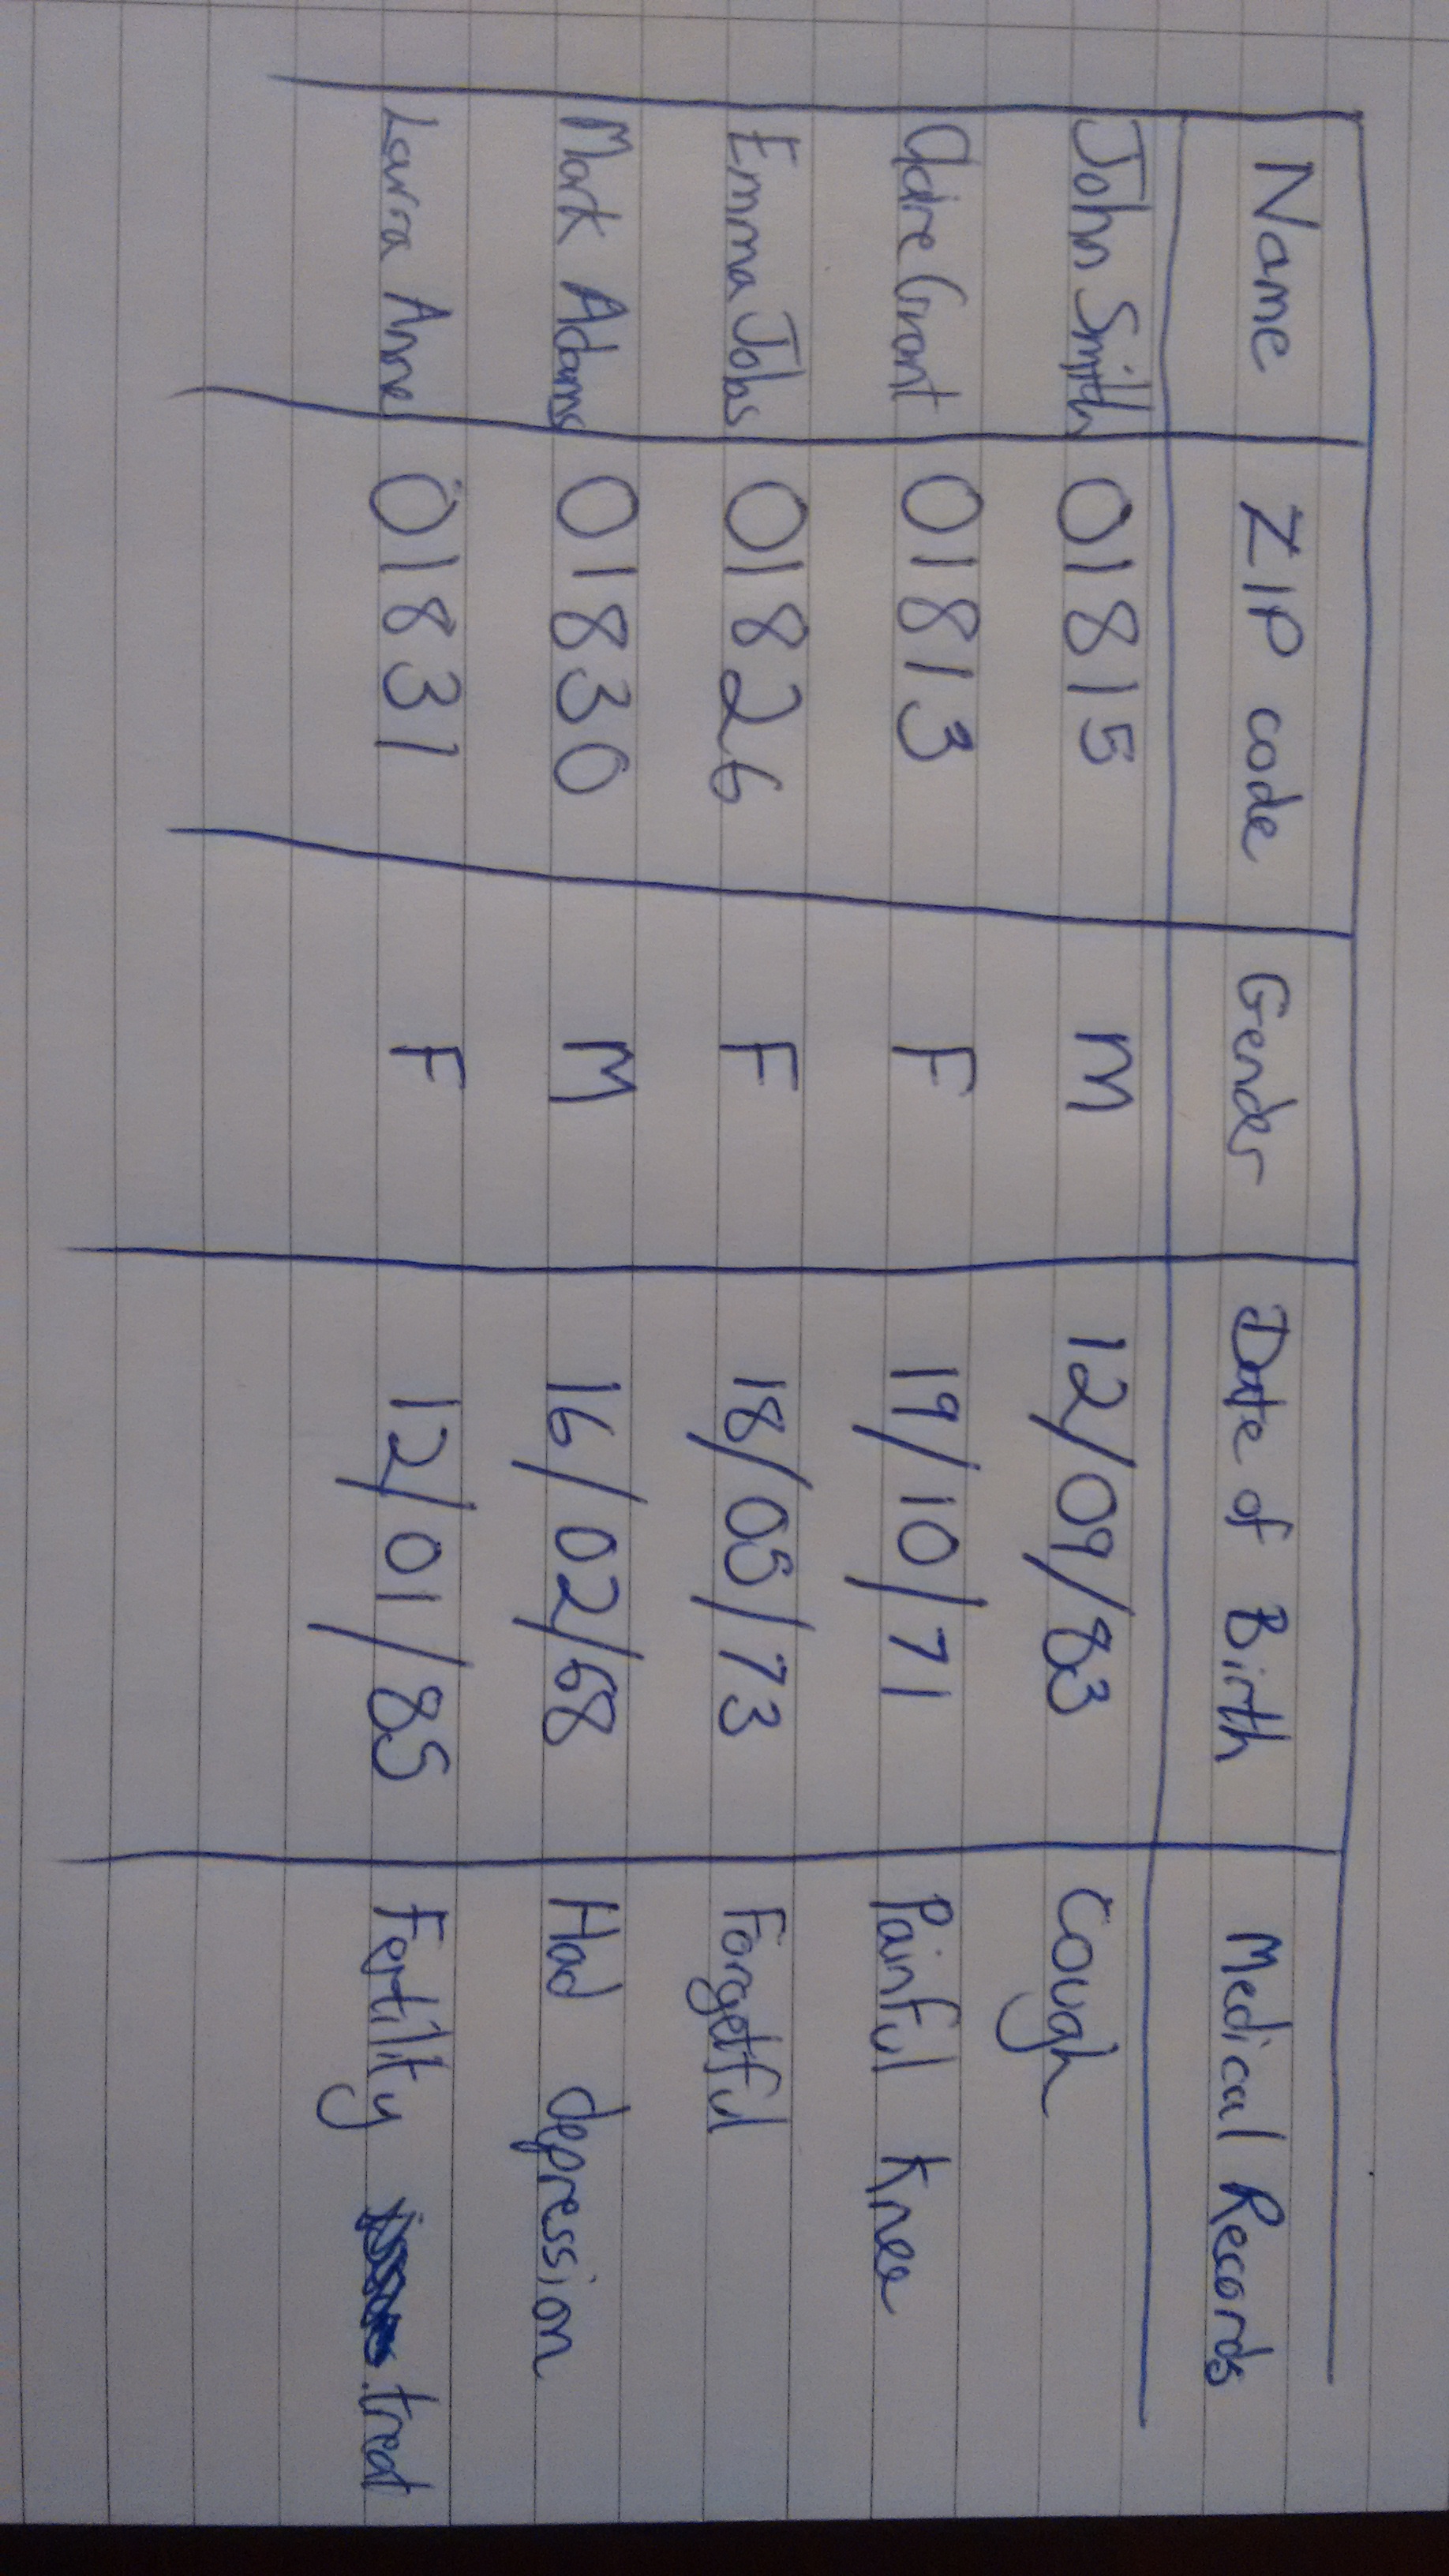 Name ZIP code Gender Date of Birth Medical Records
John Smith 01815 M 12/09/83 Cough
Claire Grant 01813 F 19/10/71 Painful Knee
Emma Jobs 01826 F 18/05/73 Forgetful
Mark Adams 01830 M 16/02/68 Had depression
Laura Anne 01831 F 12/01/85 Fertility treat